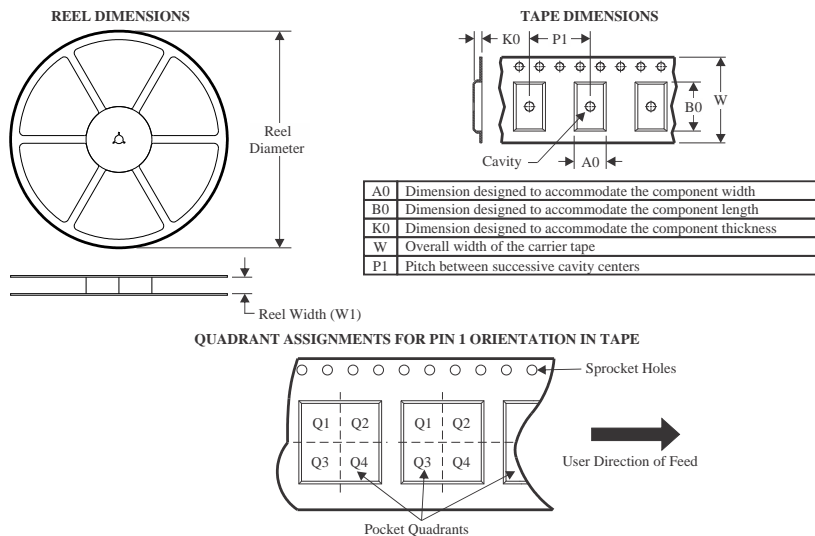 REEL DIMENSIONS
Reel
Diameter
Reel Width (W1)
TAPE DIMENSIONS
K0
P1
B0
W
Cavity
A0
A0 Dimension designed to accommodate the component width
B0 Dimension designed to accommodate the component length
K0 Dimension designed to accommodate the component thickness
W Overall width of the carrier tape
P1 Pitch between successive cavity centers
QUADRANT ASSIGNMENTS FOR PIN 1 ORIENTATION IN TAPE
Sprocket Holes
Q1 Q2 Q1 Q2
Q3 Q4 Q3 Q4
User Direction of Feed
Pocket Quadrants